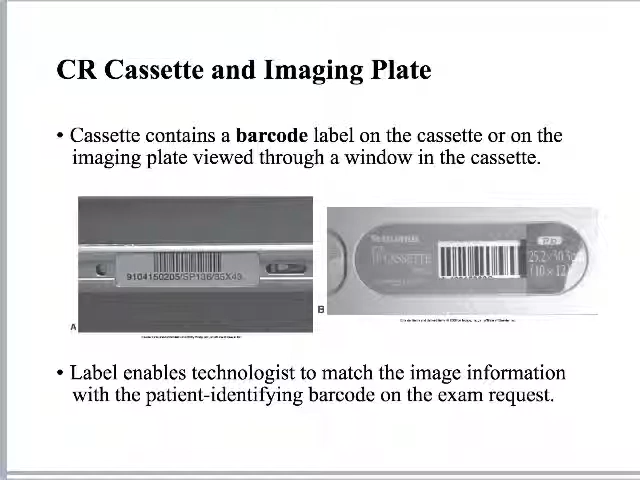 CR Cassette and Imaging Plate
• Cassette contains a barcode label on the cassette or on the
imaging plate viewed through a window in the cassette.
9104150205/SP136/35X43
CASSETTE
25.2×30.3c
(10 × 12
A
B
• Label enables technologist to match the image information
with the patient-identifying barcode on the exam request.